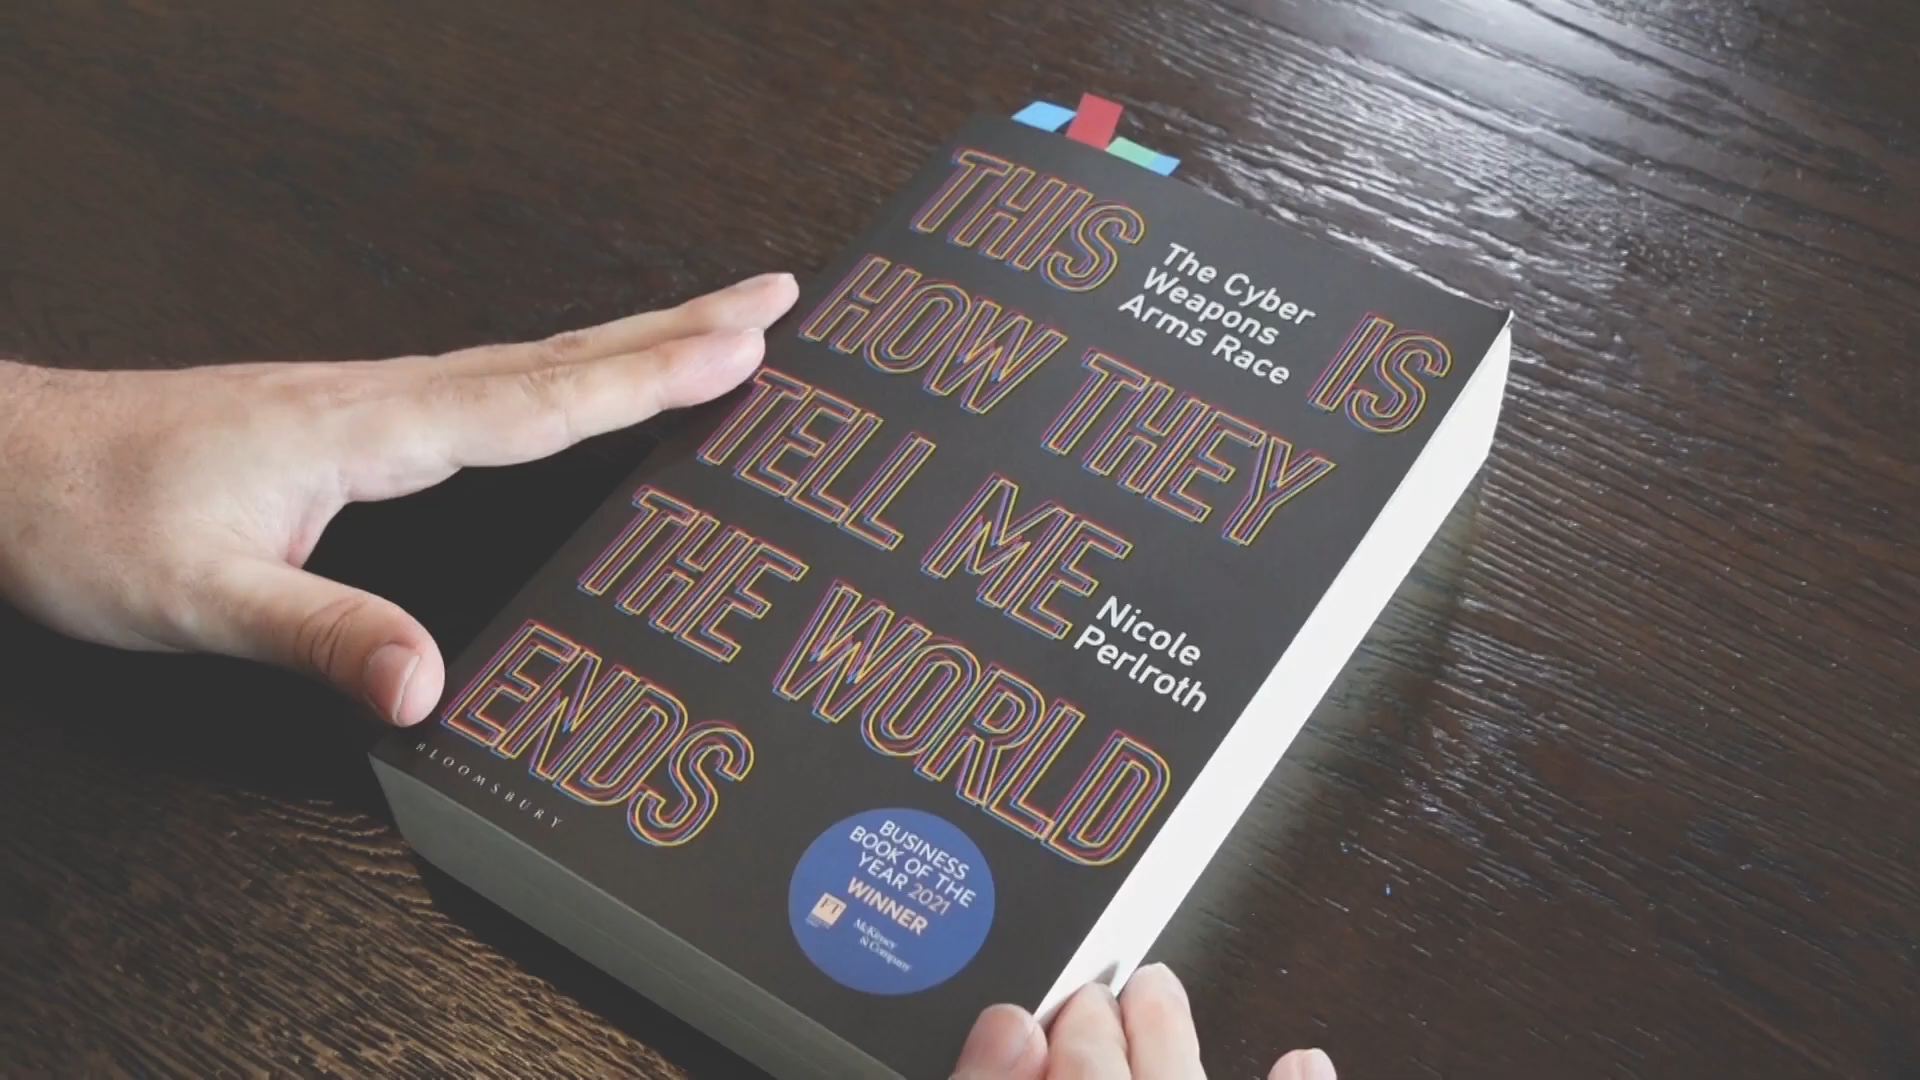 THIS IS
The Cyber
Weapons
Arms Race
HOW THEY
TELL ME
THE WORLD
ENDS
Nicole
Perlroth
BLOOMSBURY
BUSINESS
BOOK OF THE
YEAR 2021
WINNER
FT
McKinsey
& Company